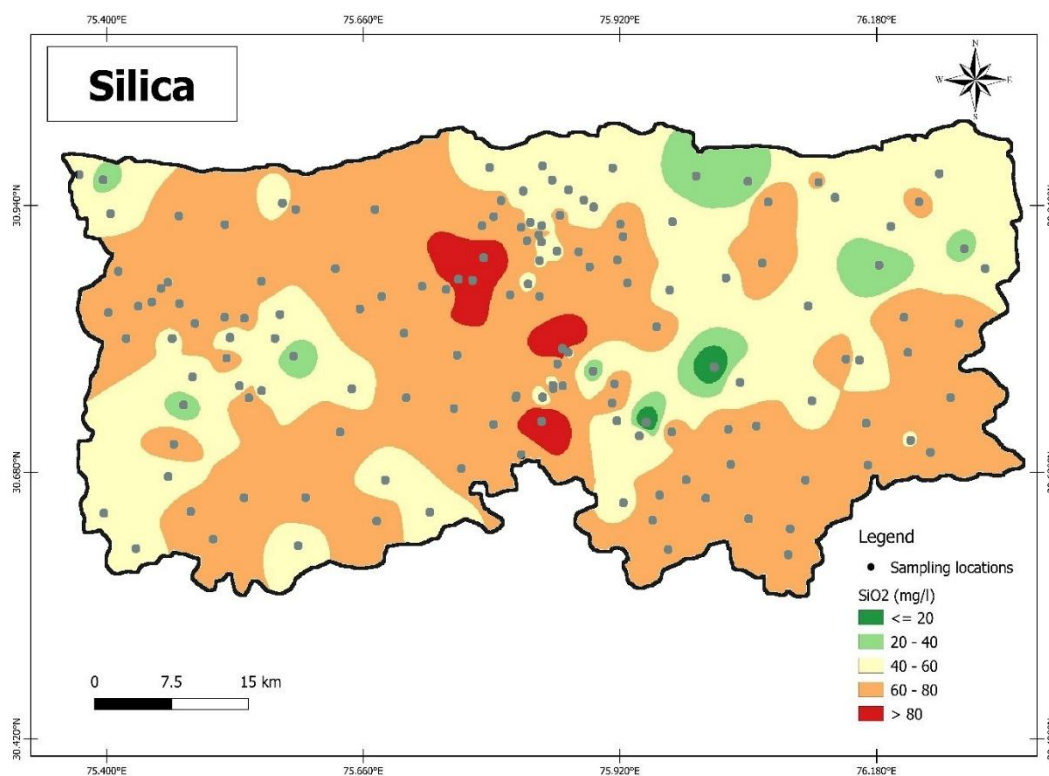 75.400°E 75.660°E 75.920°E 76.180°E
Silica
N
W E
S
30.940°N
30.680°N
Legend
Sampling locations
SiO2 (mg/l)
<= 20
20 - 40
40 - 60
60 - 80
> 80
0 7.5 15 km
30.420°N
75.400°E 75.660°E 75.920°E 76.180°E